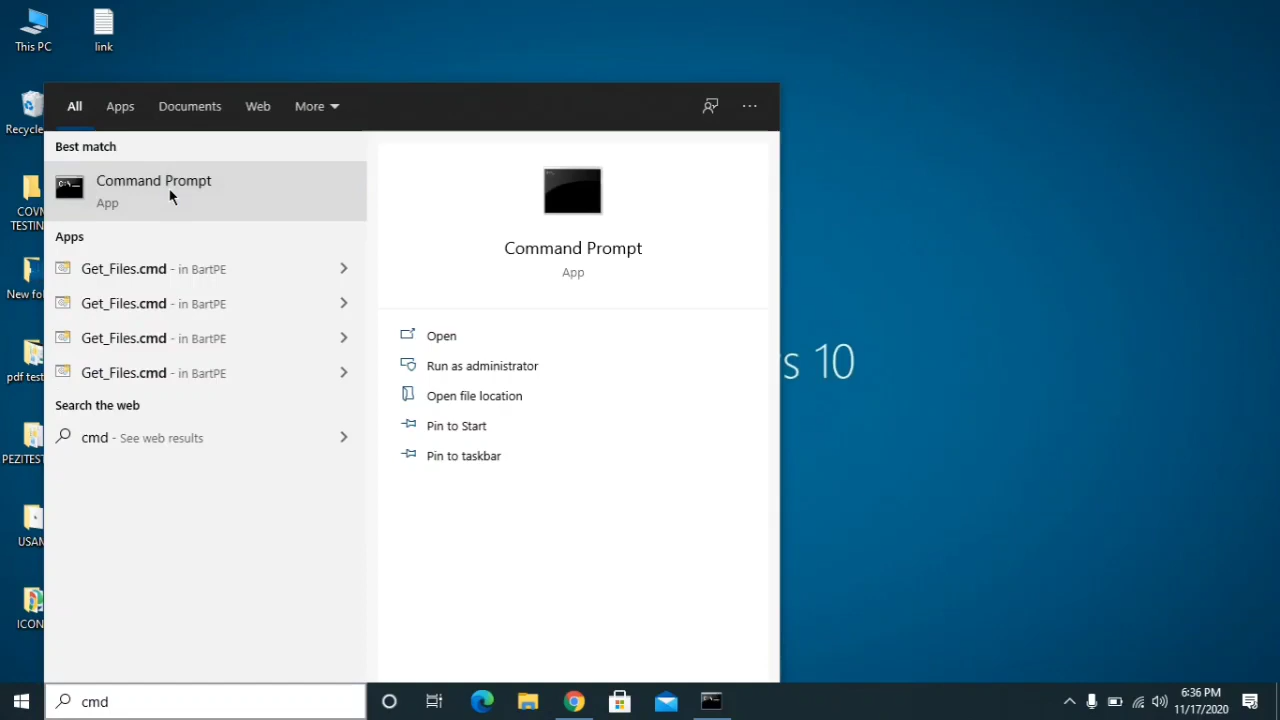 This PC
link
Recycle
COVM
TESTIN
New fol
pdf test
PEZITEST
USAM
ICON
All
Apps
Documents
Web
More
Best match
Command Prompt
App
Apps
Get_Files.cmd - in BartPE
Get_Files.cmd - in BartPE
Get_Files.cmd - in BartPE
Get_Files.cmd - in BartPE
Search the web
cmd - See web results
Command Prompt
App
Open
Run as administrator
Open file location
Pin to Start
Pin to taskbar
s 10
cmd
6:36 PM
11/17/2020